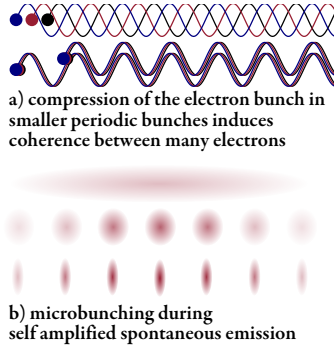 a) compression of the electron bunch in
smaller periodic bunches induces
coherence between many electrons
b) microbunching during
self amplified spontaneous emission